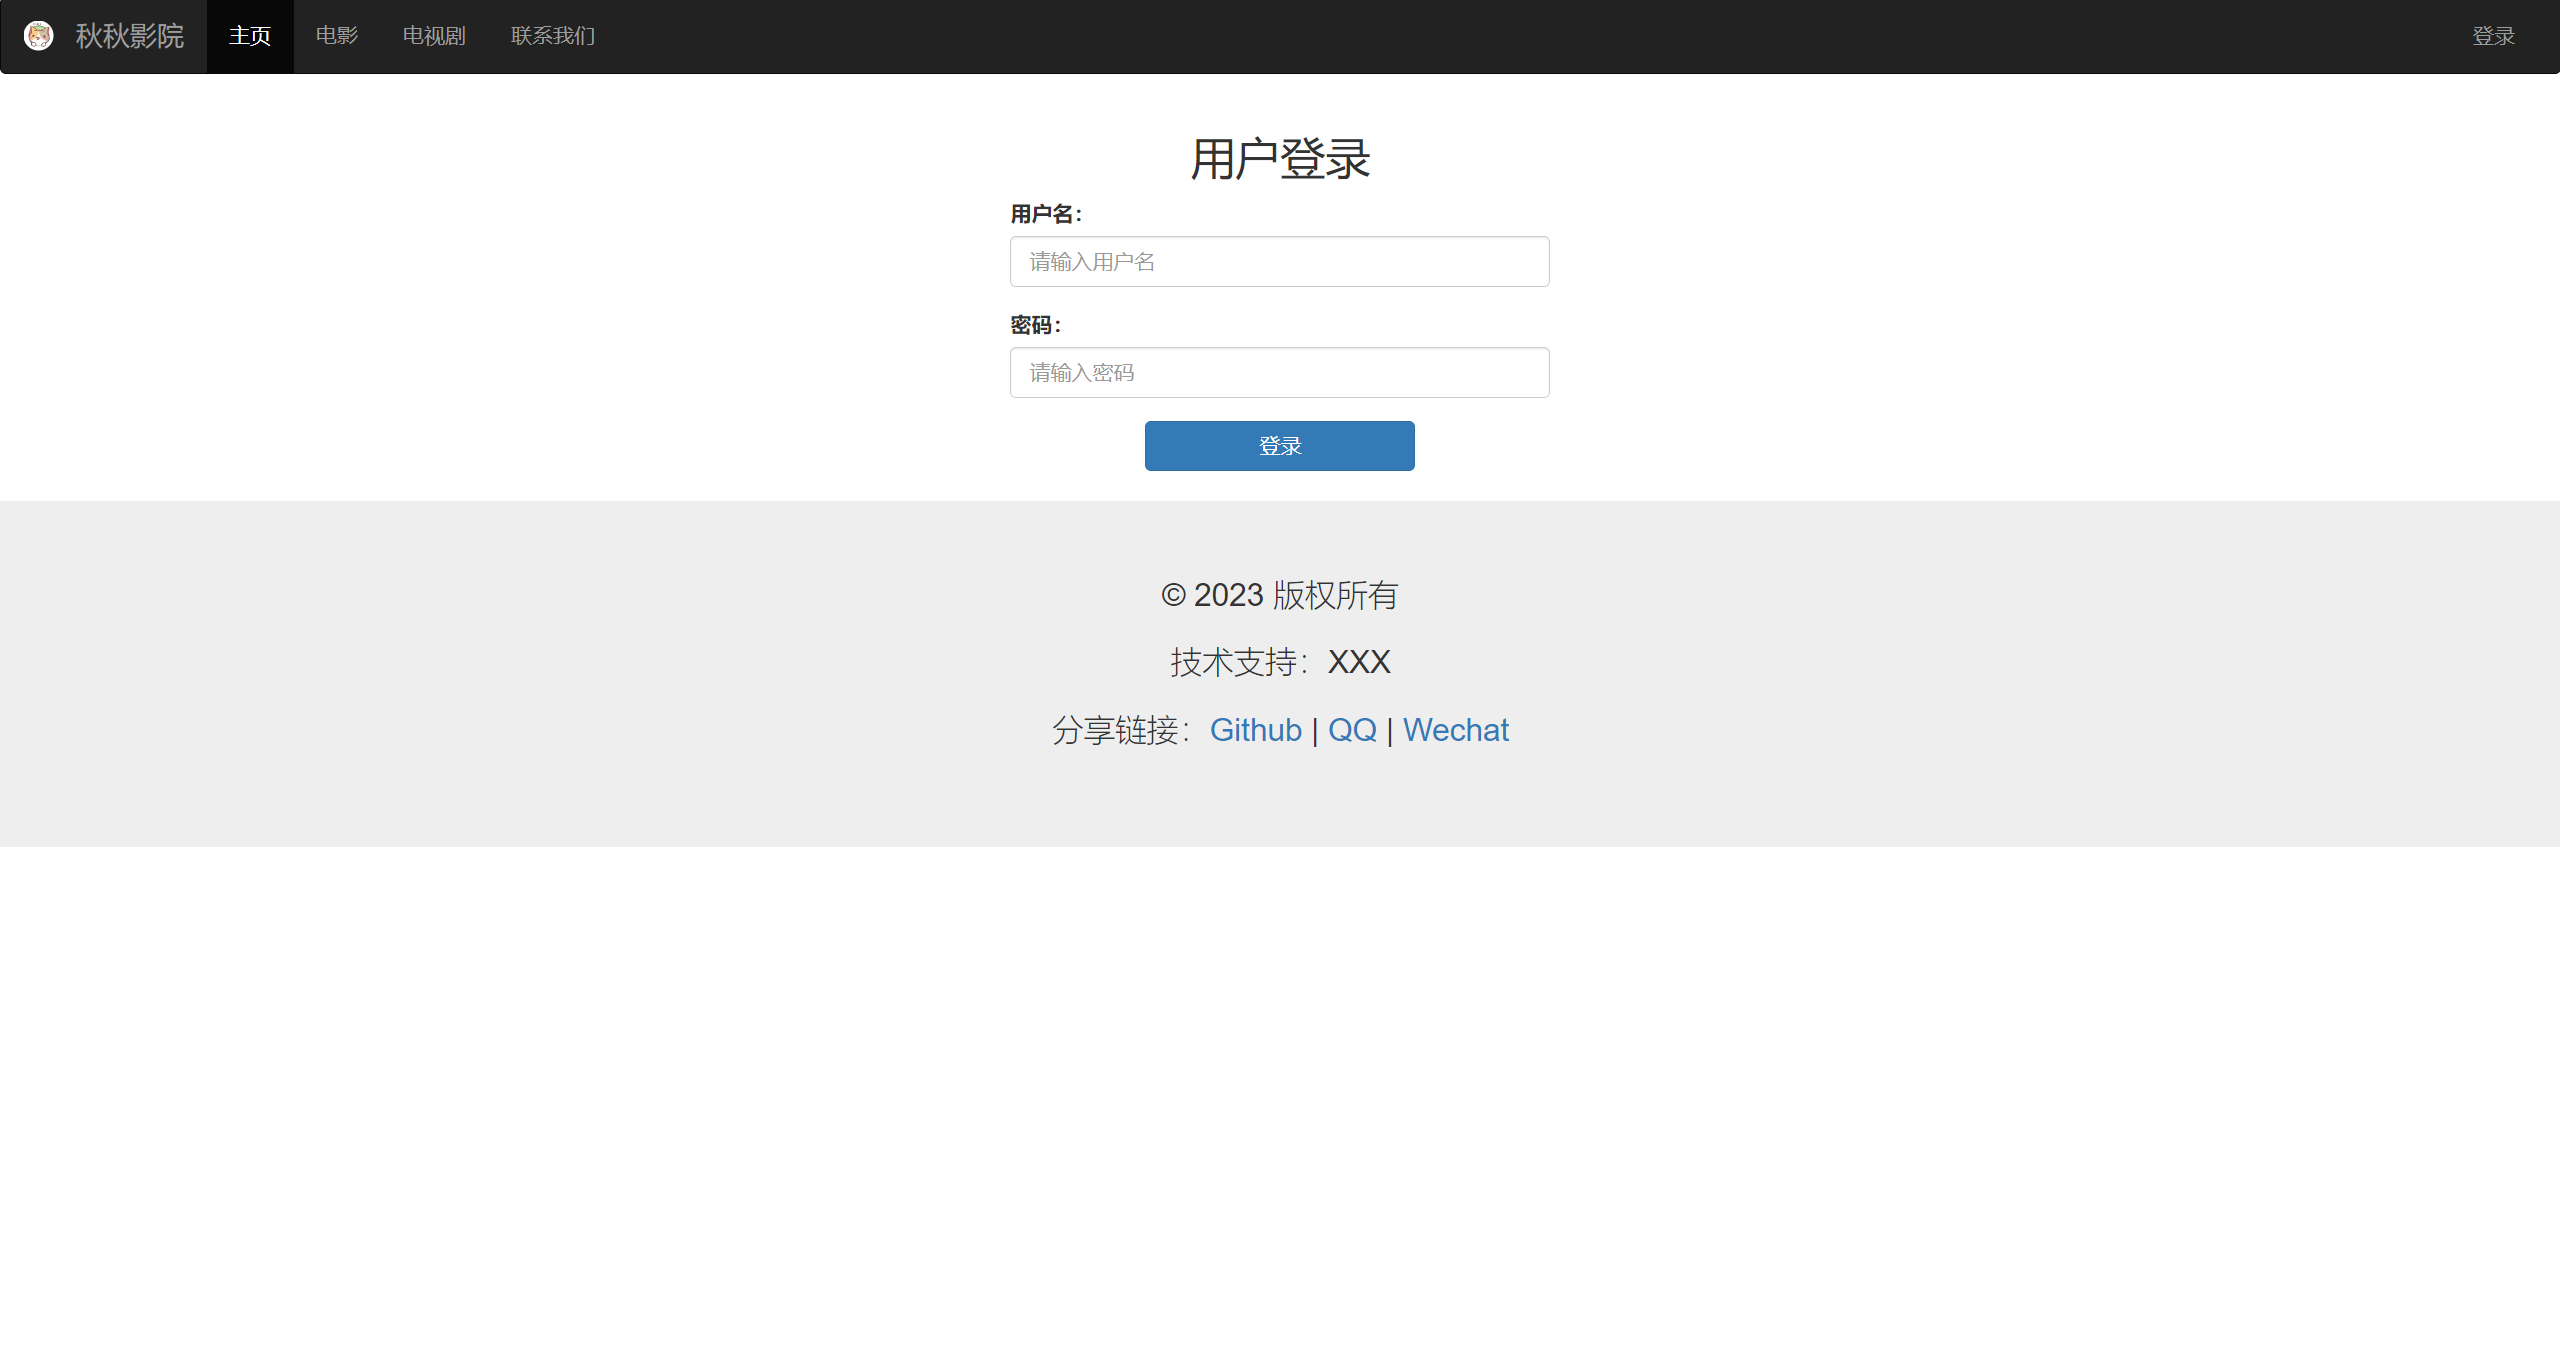 秋秋影院 主页 电影 电视剧 联系我们 登录
用户登录
用户名：
请输入用户名
密码：
请输入密码
登录
© 2023 版权所有
技术支持：XXX
分享链接：Github | QQ | Wechat